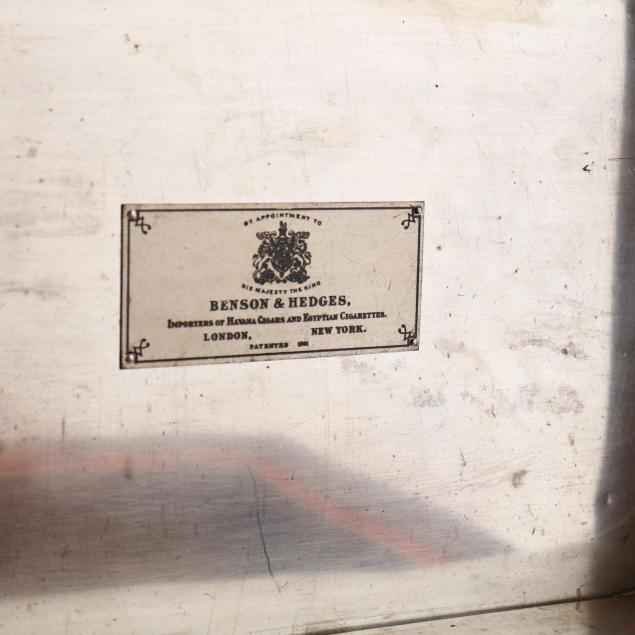 BY APPOINTMENT TO
HIS MAJESTY THE KING
BENSON & HEDGES,
IMPORTERS OF HAVANA CIGARS AND EGYPTIAN CIGARETTES.
LONDON, NEW YORK.
PATENTED